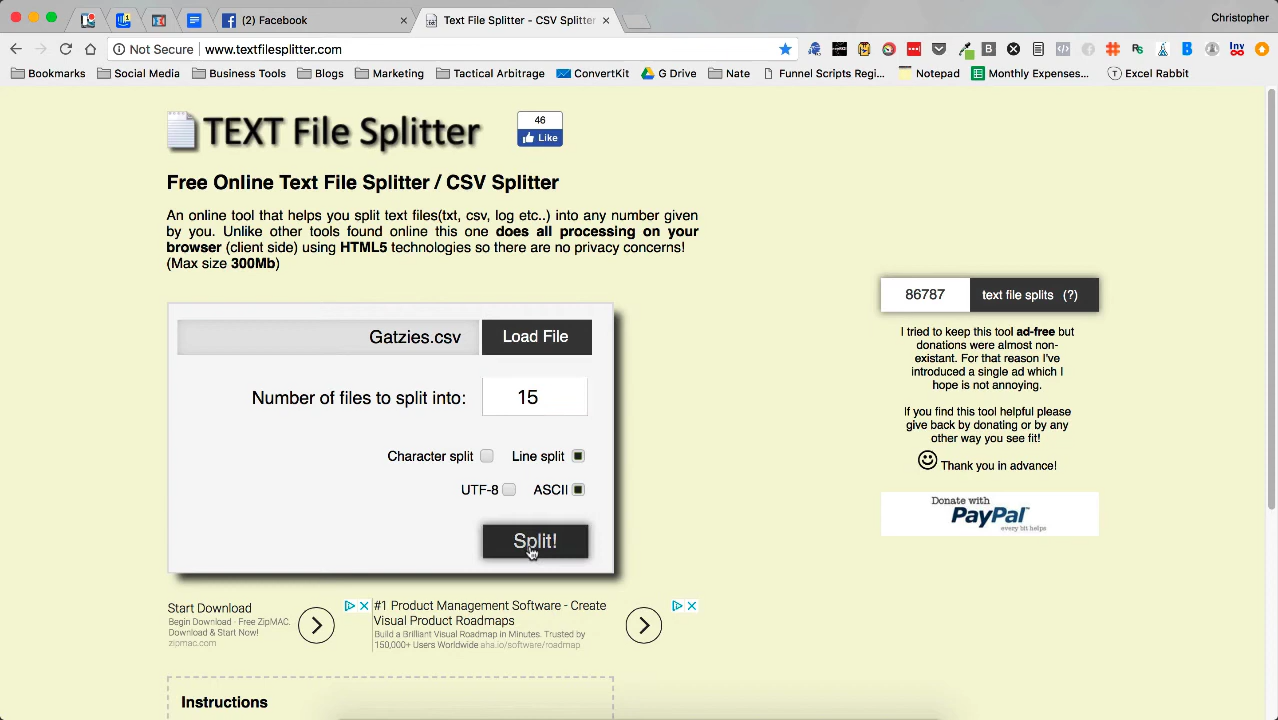 (2) Facebook
Text File Splitter - CSV Splitter
Christopher
Not Secure
www.textfilesplitter.com
Bookmarks
Social Media
Business Tools
Blogs
Marketing
Tactical Arbitrage
ConvertKit
G Drive
Nate
Funnel Scripts Regi...
Notepad
Monthly Expenses...
Excel Rabbit
TEXT File Splitter
46
Like
Free Online Text File Splitter / CSV Splitter
An online tool that helps you split text files(txt, csv, log etc..) into any number given
by you. Unlike other tools found online this one does all processing on your
browser (client side) using HTML5 technologies so there are no privacy concerns!
(Max size 300Mb)
Gatzies.csv
Load File
Number of files to split into:
15
Character split
Line split
UTF-8
ASCII
Split!
86787
text file splits (?)
I tried to keep this tool ad-free but
donations were almost non-
existant. For that reason I've
introduced a single ad which I
hope is not annoying.
If you find this tool helpful please
give back by donating or by any
other way you see fit!
Thank you in advance!
Donate with
PayPal
every bit helps
Start Download
Begin Download - Free ZipMAC.
Download & Start Now!
zipmac.com
#1 Product Management Software - Create
Visual Product Roadmaps
Build a Brilliant Visual Roadmap in Minutes. Trusted by
150,000+ Users Worldwide aha.io/software/roadmap
Instructions